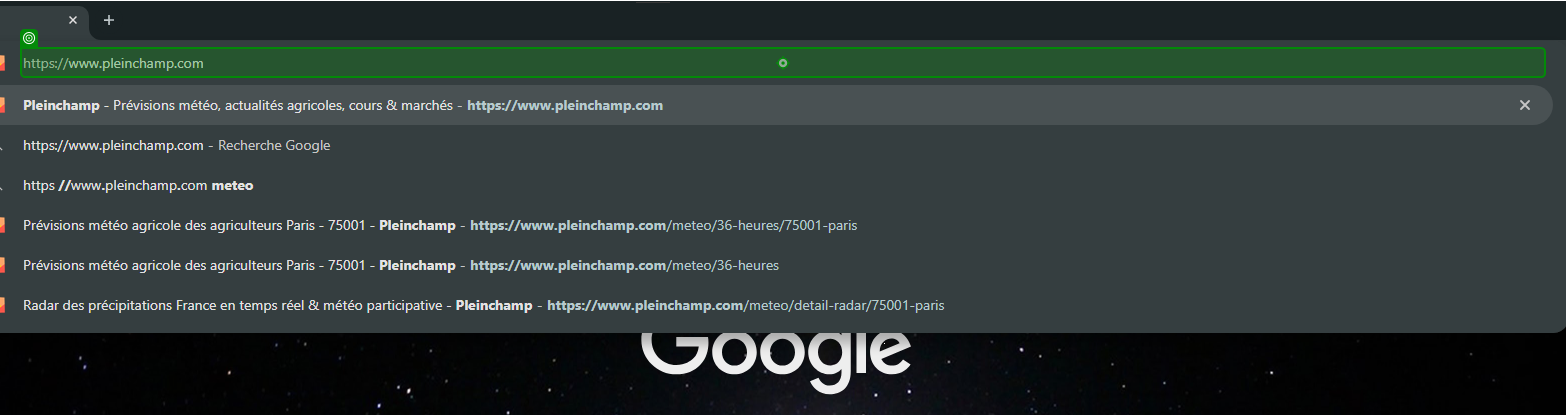 https://www.pleinchamp.com
Pleinchamp - Prévisions météo, actualités agricoles, cours & marchés - https://www.pleinchamp.com
https://www.pleinchamp.com - Recherche Google
https //www.pleinchamp.com meteo
Prévisions météo agricole des agriculteurs Paris - 75001 - Pleinchamp - https://www.pleinchamp.com/meteo/36-heures/75001-paris
Prévisions météo agricole des agriculteurs Paris - 75001 - Pleinchamp - https://www.pleinchamp.com/meteo/36-heures
Radar des précipitations France en temps réel & météo participative - Pleinchamp - https://www.pleinchamp.com/meteo/detail-radar/75001-paris
Google